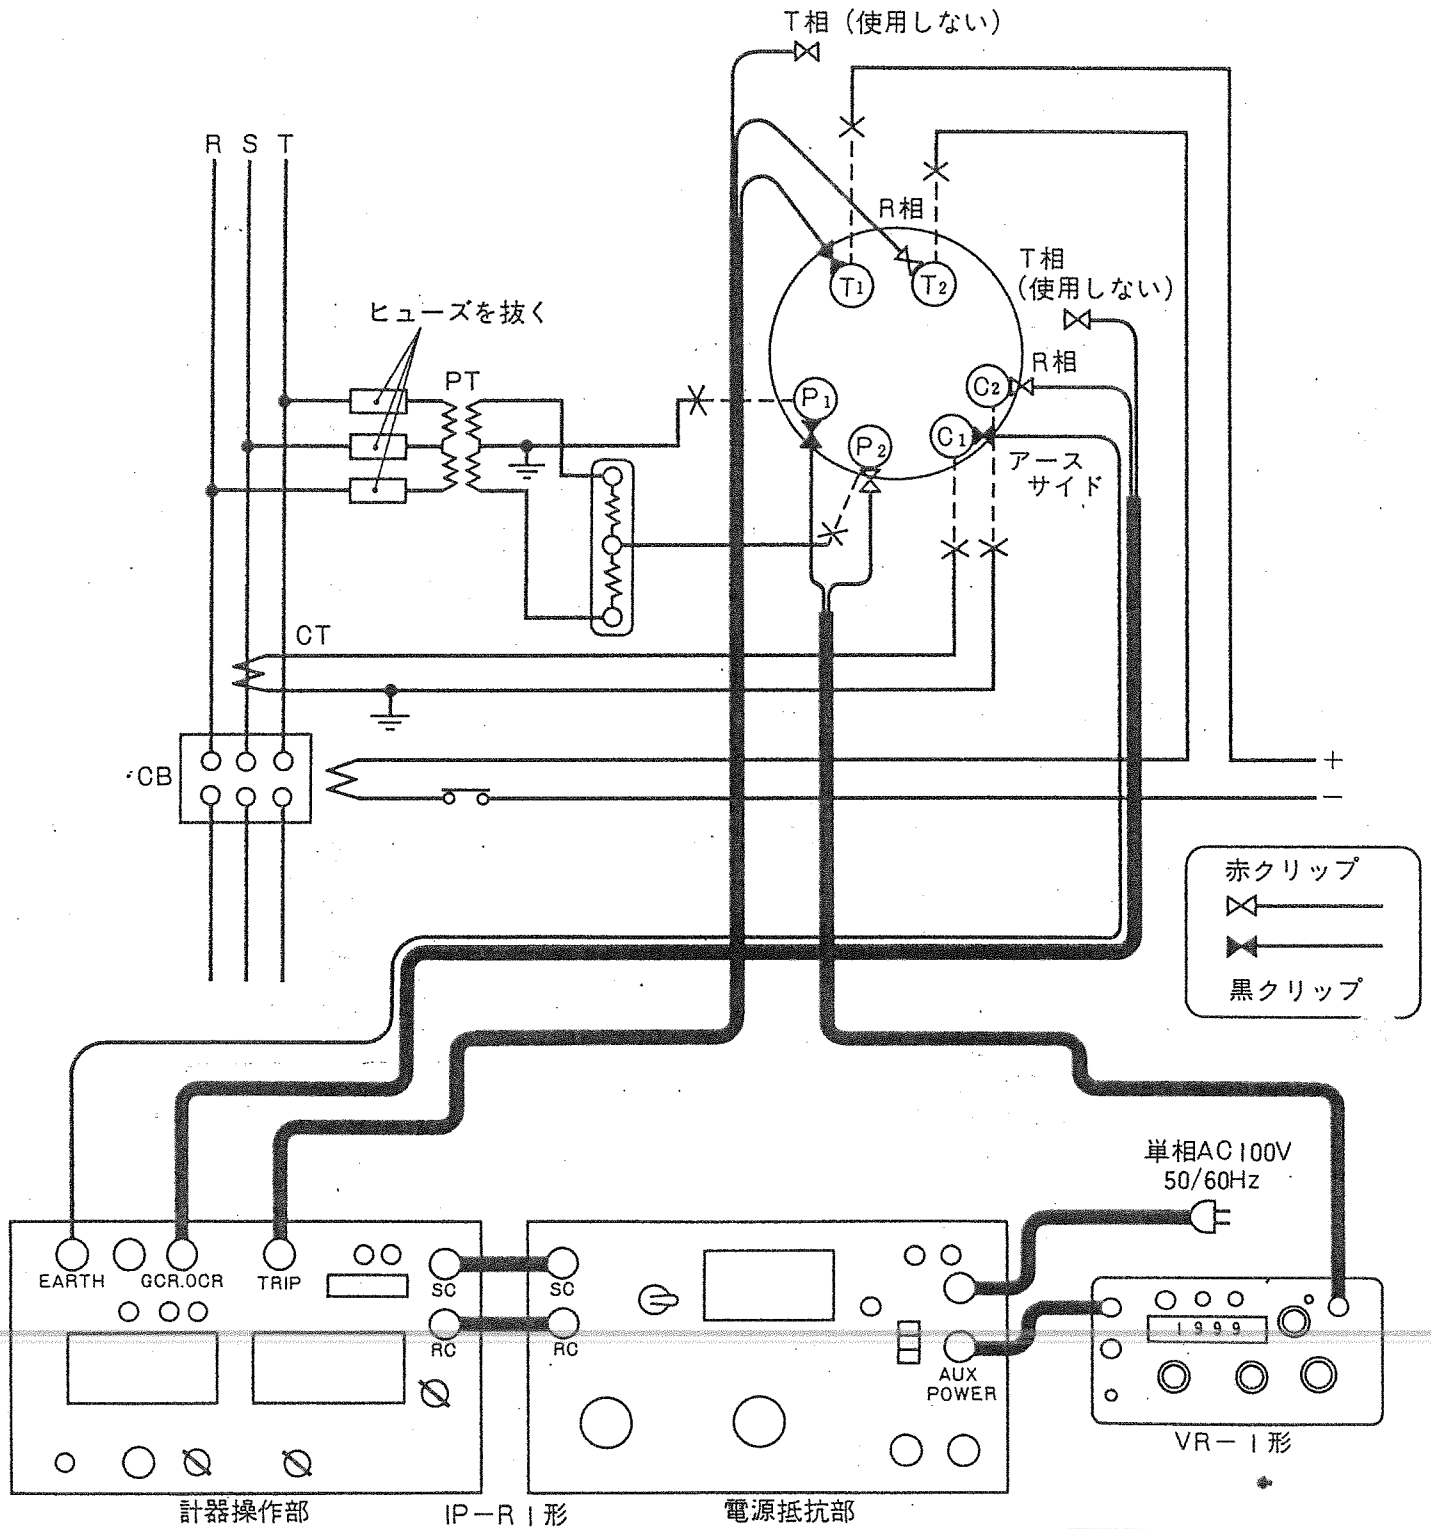 T相 (使用しない)
R S T
R相
T相
(使用しない)
ヒューズを抜く
T1
T2
PT
R相
P1
C2
P2
C1
アース
サイド
CT
CB
+
−
赤クリップ
黒クリップ
単相AC100V
50/60Hz
EARTH
GCR.OCR
TRIP
SC
SC
RC
RC
1999
AUX
POWER
VR−1形
計器操作部
IP−R1形
電源抵抗部